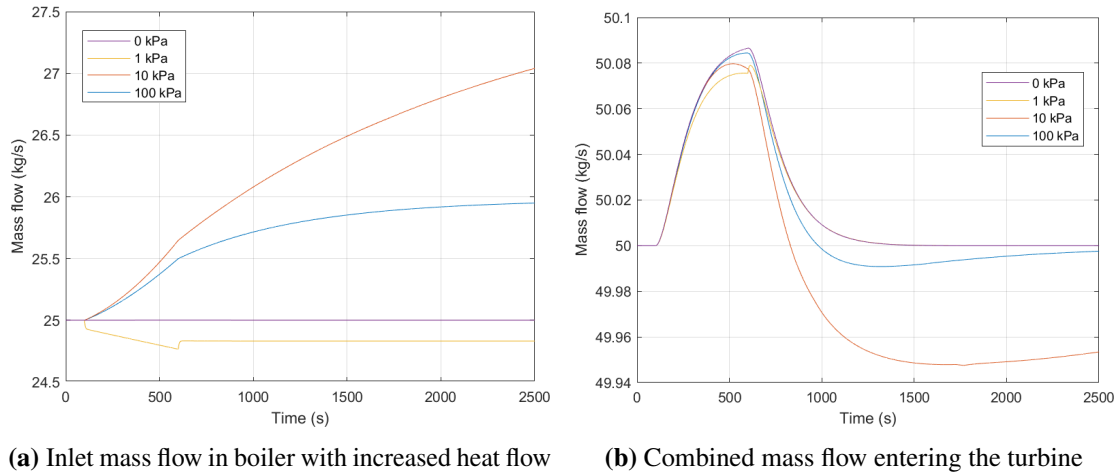 27.5
27
26.5
26
25.5
25
24.5
Mass flow (kg/s)
0 kPa
1 kPa
10 kPa
100 kPa
0 500 1000 1500 2000 2500
Time (s)
(a) Inlet mass flow in boiler with increased heat flow
50.1
50.08
50.06
50.04
50.02
50
49.98
49.96
49.94
Mass flow (kg/s)
0 kPa
1 kPa
10 kPa
100 kPa
0 500 1000 1500 2000 2500
Time (s)
(b) Combined mass flow entering the turbine